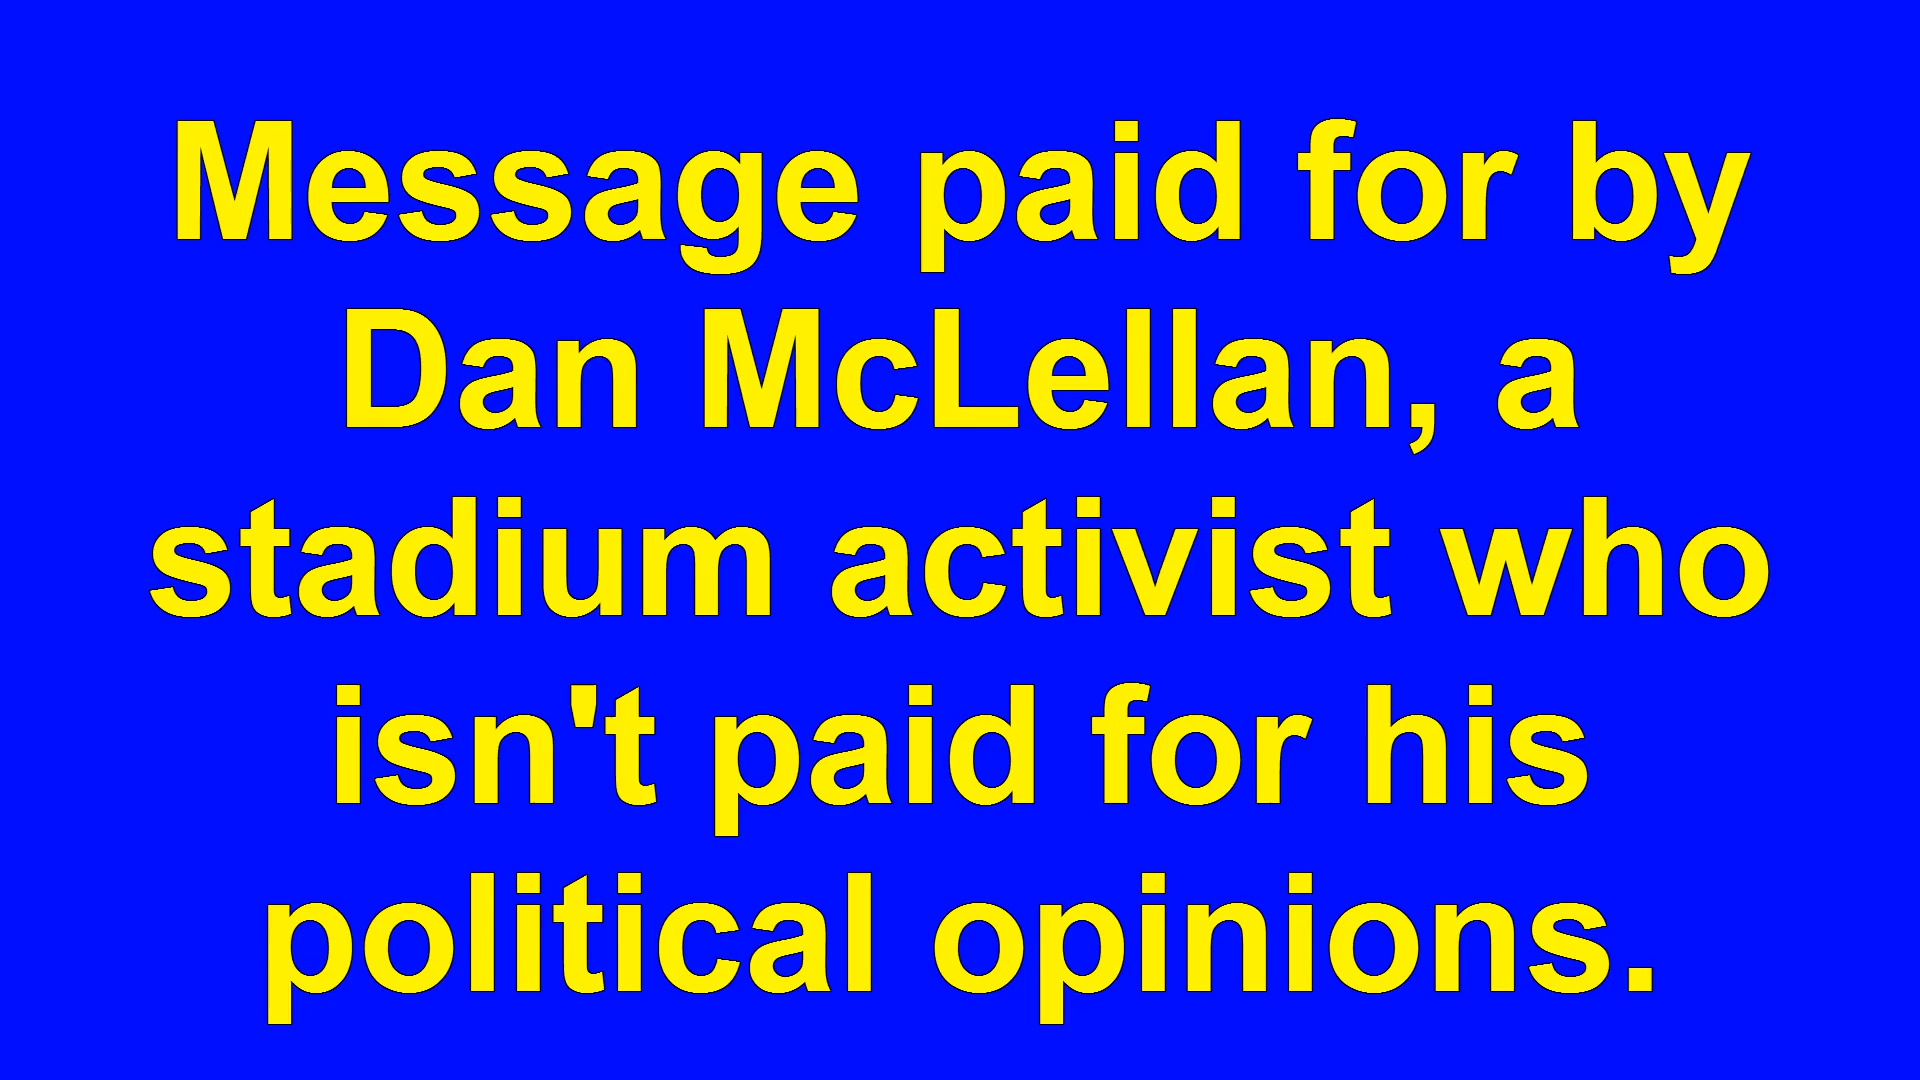 Message paid for by
Dan McLellan, a
stadium activist who
isn't paid for his
political opinions.